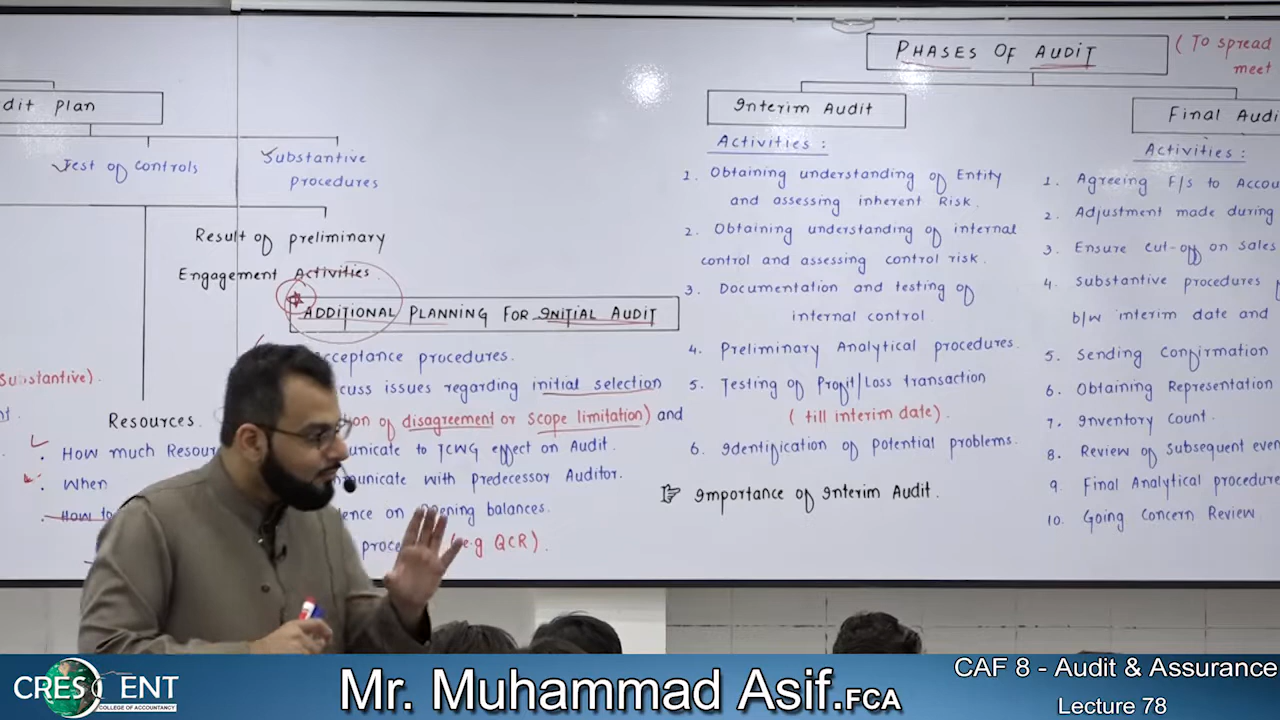 dit Plan
Test of controls
Substantive
procedures
Result of preliminary
Engagement Activities
ADDITIONAL PLANNING FOR INITIAL AUDIT
acceptance procedures.
cuss issues regarding initial selection
ion of disagreement or scope limitation) and
unicate to TCWG effect on Audit.
municate with predecessor Auditor.
ence on opening balances.
(e.g QCR).
Substantive).
Resources
How much Resour
When
How to
PHASES OF AUDIT
(To spread
meet
Interim Audit
Activities :
1. Obtaining understanding of Entity
and assessing inherent Risk.
2. Obtaining understanding of internal
control and assessing control risk.
3. Documentation and testing of
internal control.
4. Preliminary Analytical procedures.
5. Testing of Profit/Loss transaction
(till interim date).
6. Identification of potential problems.
Importance of Interim Audit.
Final Audi
Activities :
1. Agreeing F/s to Accou
2. Adjustment made during
3. Ensure cut-off on sales
4. Substantive procedures
b/w interim date and
5. Sending Confirmation
6. Obtaining Representation
7. Inventory Count.
8. Review of Subsequent even
9. Final Analytical procedure
10. Going Concern Review
CRESCENT
COLLEGE OF ACCOUNTANCY
Mr. Muhammad Asif.FCA
CAF 8 - Audit & Assurance
Lecture 78